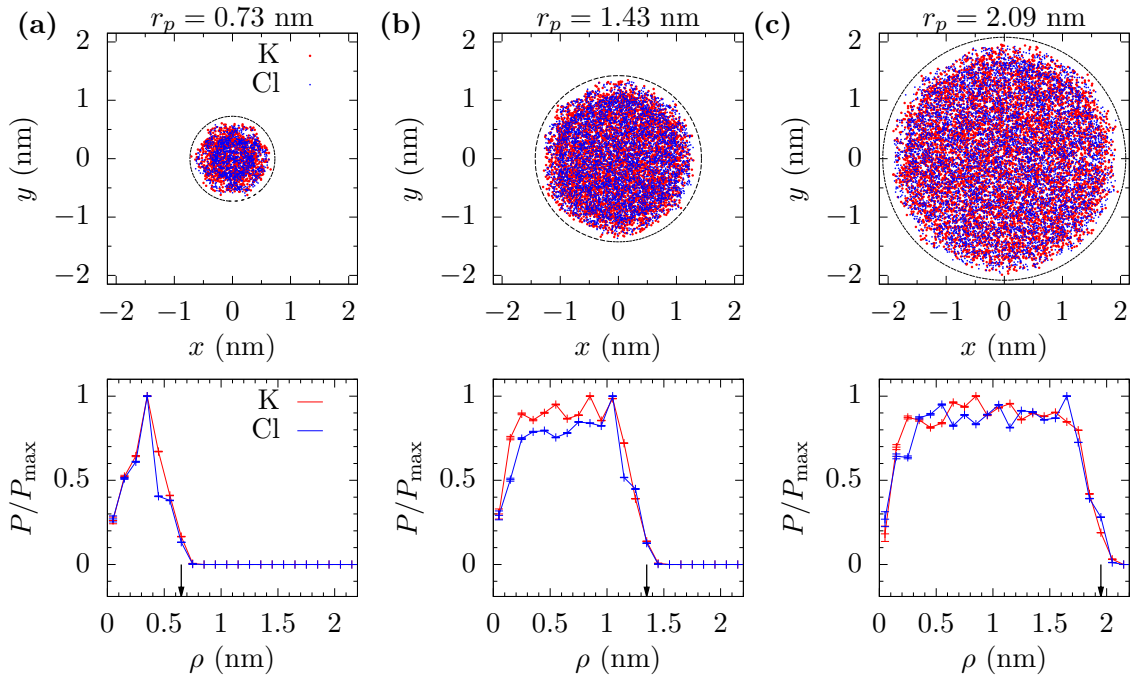 (a) r_p = 0.73 nm
(b) r_p = 1.43 nm
(c) r_p = 2.09 nm
K
Cl
y (nm)
2
1
0
−1
−2
−2 −1 0 1 2
x (nm)
y (nm)
2
1
0
−1
−2
−2 −1 0 1 2
x (nm)
y (nm)
2
1
0
−1
−2
−2 −1 0 1 2
x (nm)
K
Cl
P/P_max
1
0.5
0
0 0.5 1 1.5 2
ρ (nm)
P/P_max
1
0.5
0
0 0.5 1 1.5 2
ρ (nm)
P/P_max
1
0.5
0
0 0.5 1 1.5 2
ρ (nm)